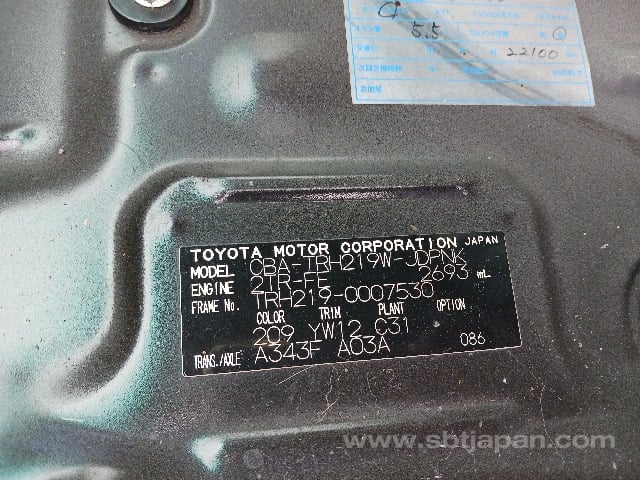 5.5
22100
TOYOTA MOTOR CORPORATION JAPAN
MODEL CBA-TRH219W-JDPNK
ENGINE 2TR-FE 2693 mL
FRAME No. TRH219-0007530
COLOR TRIM PLANT OPTION
209 YW12 C31
TRANS./AXLE A343F A03A 086
www.sbtjapan.com